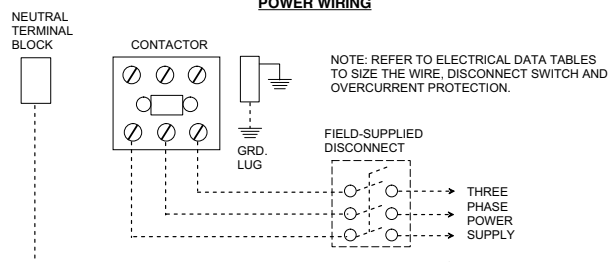 POWER WIRING
NEUTRAL
TERMINAL
BLOCK
CONTACTOR
NOTE: REFER TO ELECTRICAL DATA TABLES
TO SIZE THE WIRE, DISCONNECT SWITCH AND
OVERCURRENT PROTECTION.
GRD.
LUG
FIELD-SUPPLIED
DISCONNECT
THREE
PHASE
POWER
SUPPLY